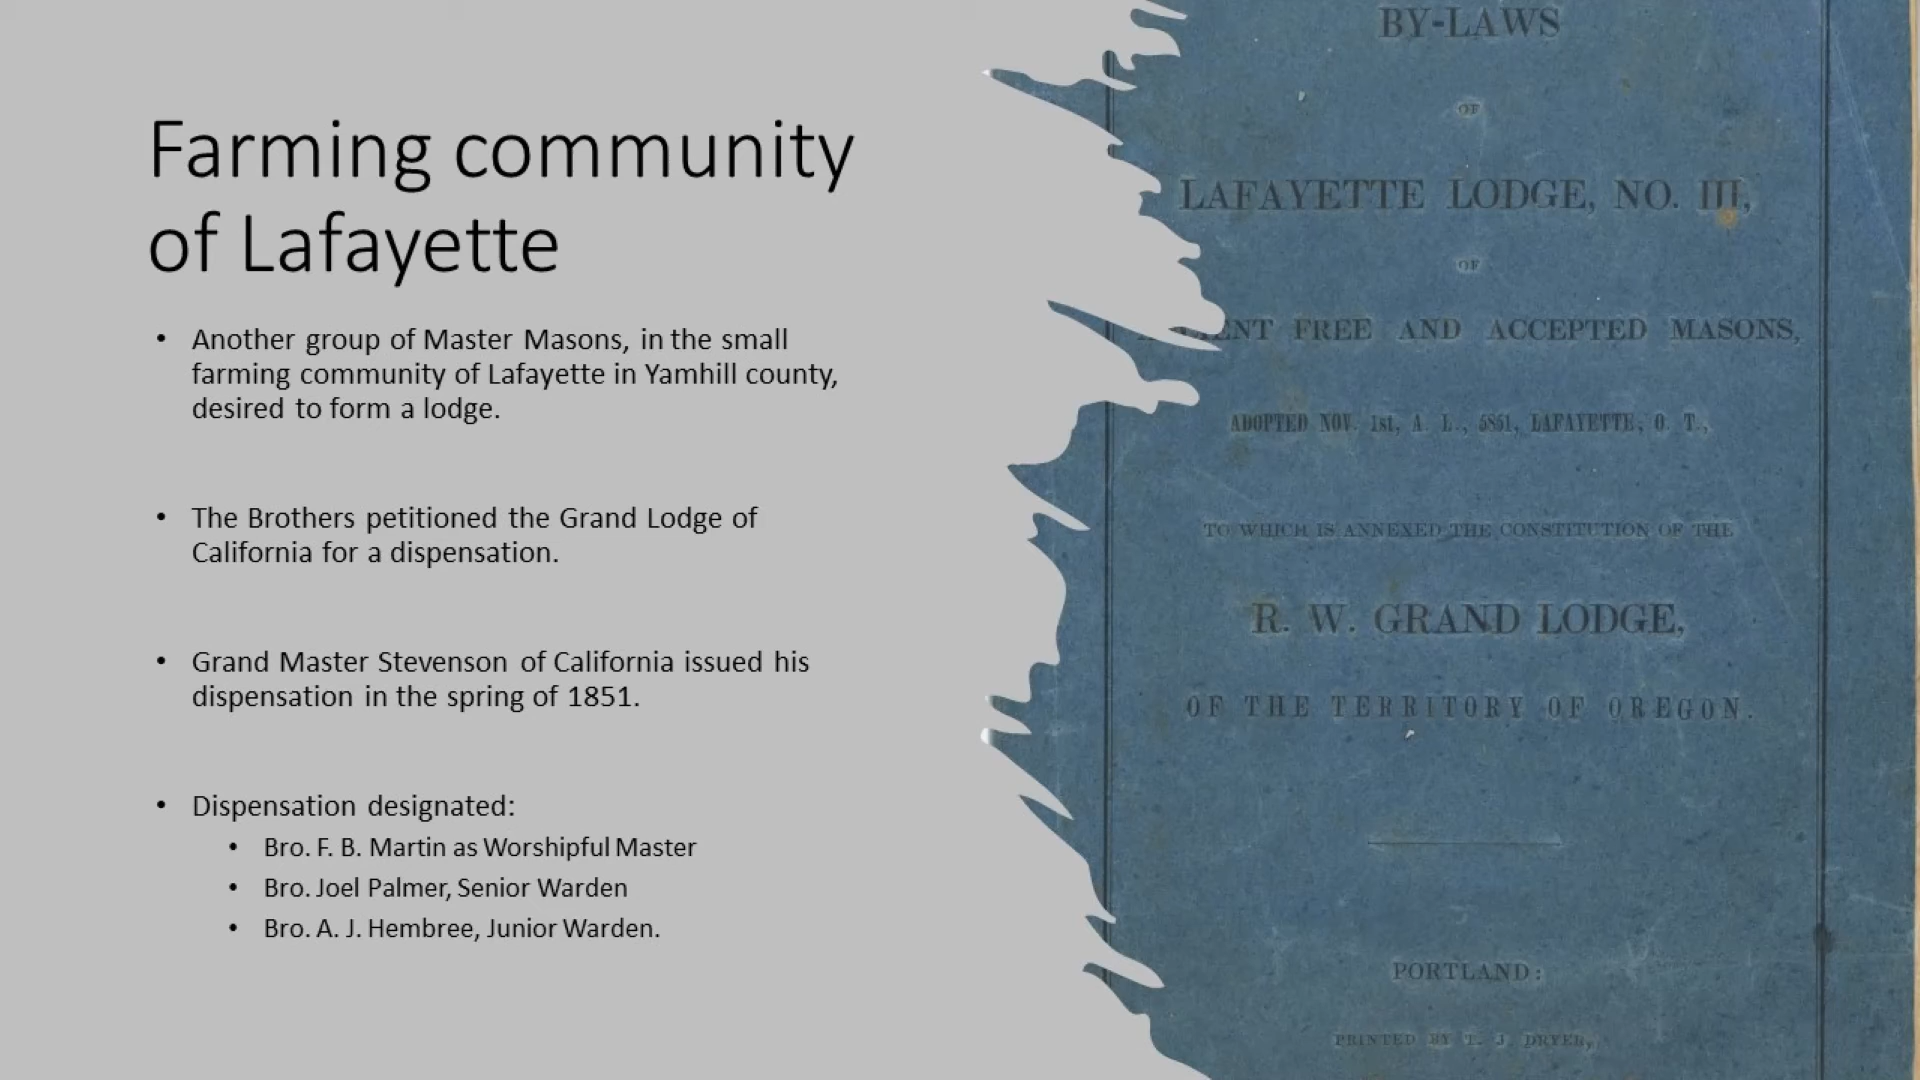 Farming community
of Lafayette
• Another group of Master Masons, in the small
farming community of Lafayette in Yamhill county,
desired to form a lodge.
• The Brothers petitioned the Grand Lodge of
California for a dispensation.
• Grand Master Stevenson of California issued his
dispensation in the spring of 1851.
• Dispensation designated:
• Bro. F. B. Martin as Worshipful Master
• Bro. Joel Palmer, Senior Warden
• Bro. A. J. Hembree, Junior Warden.
BY-LAWS
OF
LAFAYETTE LODGE, NO. III,
OF
FREE AND ACCEPTED MASONS,
ADOPTED NOV. 1st, A. L., 5851, LAFAYETTE, O. T.,
TO WHICH IS ANNEXED THE CONSTITUTION OF THE
R. W. GRAND LODGE,
OF THE TERRITORY OF OREGON.
PORTLAND:
PRINTED BY T. J. DRYER,